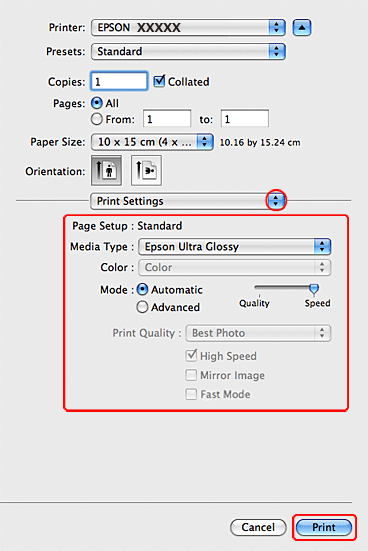 Printer: EPSON XXXXX
Presets: Standard
Copies: 1 Collated
Pages: All
From: 1 to: 1
Paper Size: 10 x 15 cm (4 x ... 10.16 by 15.24 cm
Orientation:
Print Settings
Page Setup : Standard
Media Type : Epson Ultra Glossy
Color : Color
Mode : Automatic
Advanced
Quality Speed
Print Quality : Best Photo
High Speed
Mirror Image
Fast Mode
Cancel Print